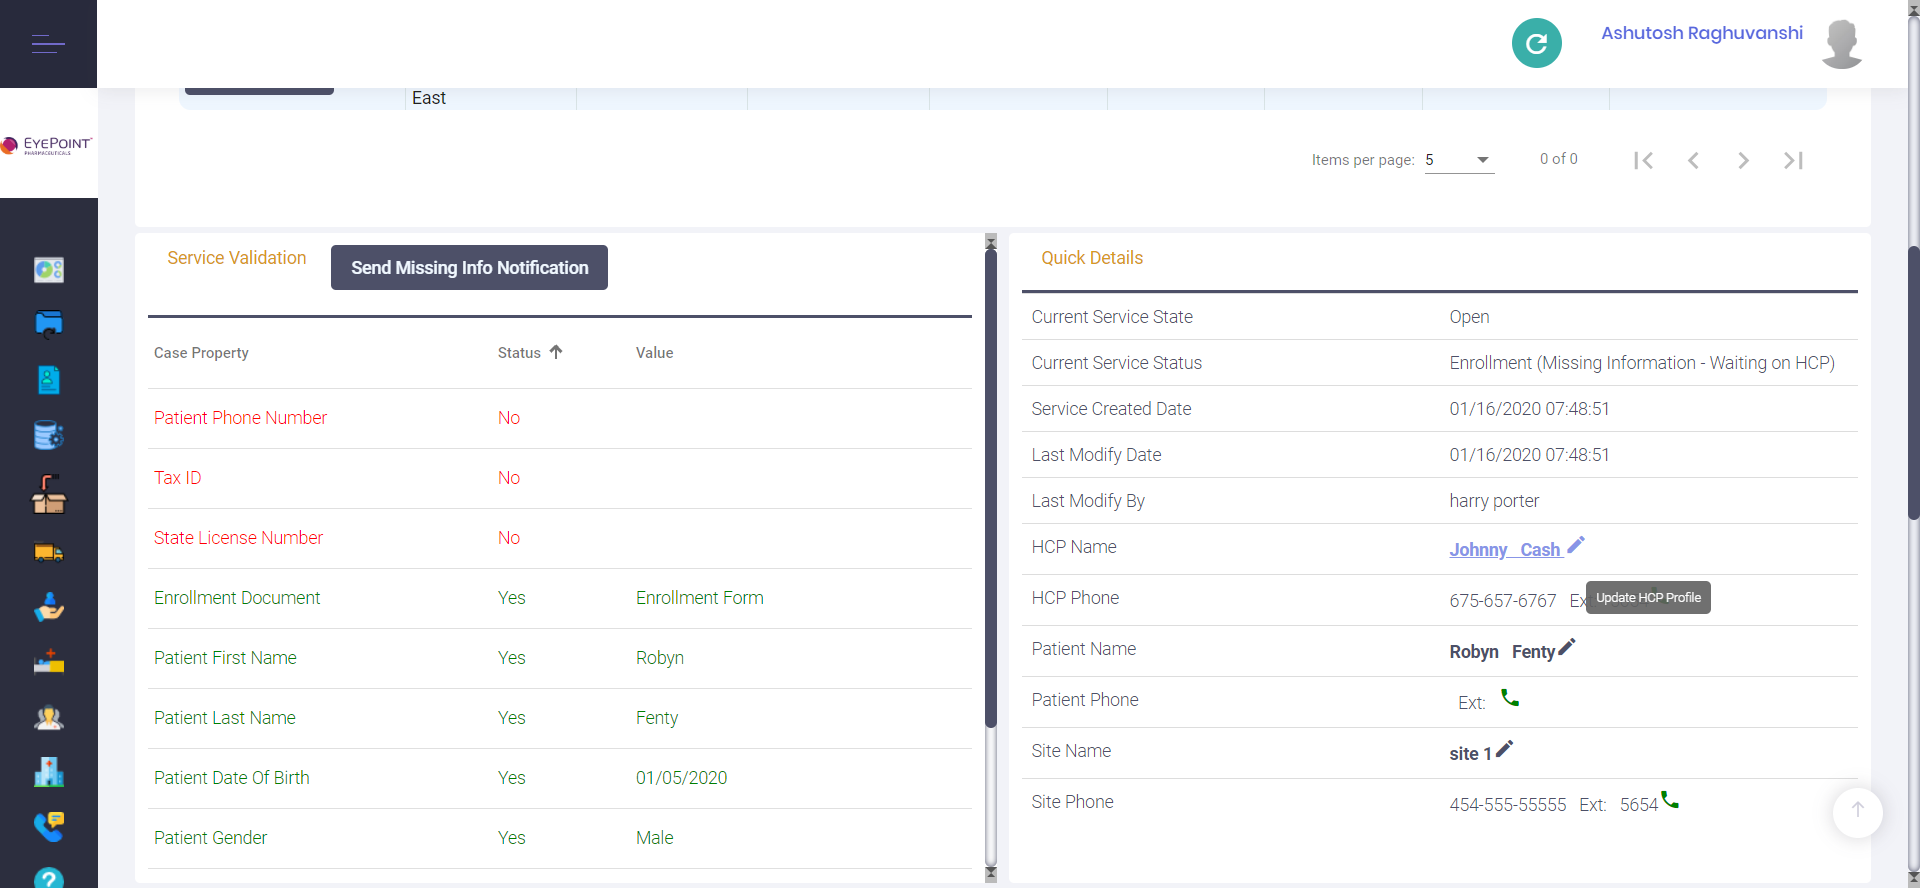 Ashutosh Raghuvanshi
EYEPOINT
PHARMACEUTICALS
East
Items per page: 5 0 of 0
Service Validation Send Missing Info Notification
Case Property Status Value
Patient Phone Number No
Tax ID No
State License Number No
Enrollment Document Yes Enrollment Form
Patient First Name Yes Robyn
Patient Last Name Yes Fenty
Patient Date Of Birth Yes 01/05/2020
Patient Gender Yes Male
Quick Details
Current Service State Open
Current Service Status Enrollment (Missing Information - Waiting on HCP)
Service Created Date 01/16/2020 07:48:51
Last Modify Date 01/16/2020 07:48:51
Last Modify By harry porter
HCP Name Johnny Cash
HCP Phone 675-657-6767
Update HCP Profile
Patient Name Robyn Fenty
Patient Phone Ext:
Site Name site 1
Site Phone 454-555-55555 Ext: 5654